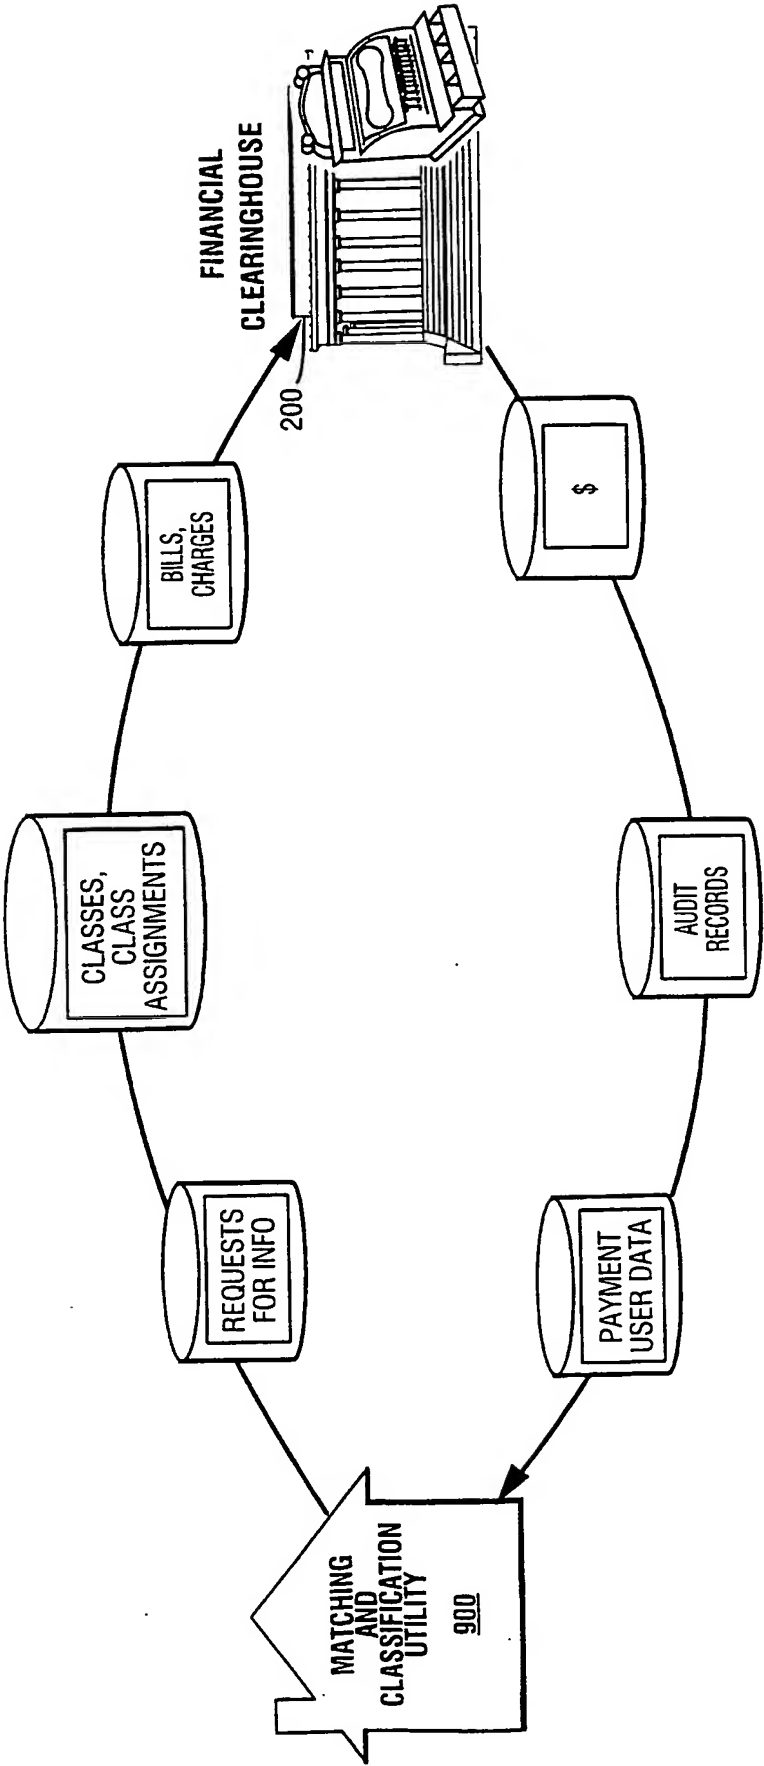 FINANCIAL
CLEARINGHOUSE
200
BILLS,
CHARGES
CLASSES,
CLASS
ASSIGNMENTS
REQUESTS
FOR INFO
MATCHING
AND
CLASSIFICATION
UTILITY
900
PAYMENT
USER DATA
AUDIT
RECORDS
$